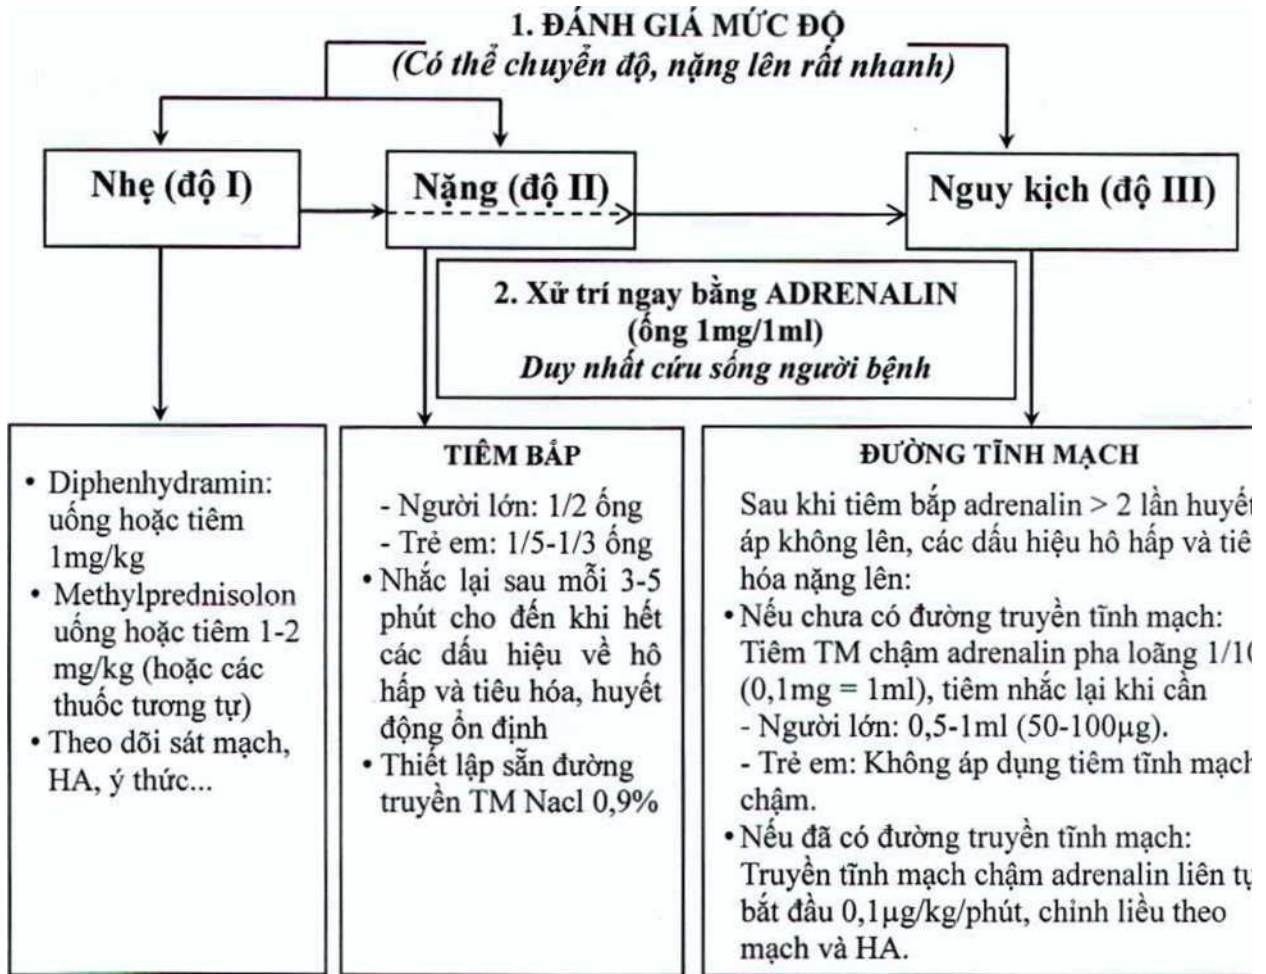 1. ĐÁNH GIÁ MỨC ĐỘ
(Có thể chuyển độ, nặng lên rất nhanh)
Nhẹ (độ I)
Nặng (độ II)
Nguy kịch (độ III)
2. Xử trí ngay bằng ADRENALIN
(ống 1mg/1ml)
Duy nhất cứu sống người bệnh
• Diphenhydramin:
uống hoặc tiêm
1mg/kg
• Methylprednisolon
uống hoặc tiêm 1-2
mg/kg (hoặc các
thuốc tương tự)
• Theo dõi sát mạch,
HA, ý thức...
TIÊM BẮP
- Người lớn: 1/2 ống
- Trẻ em: 1/5-1/3 ống
• Nhắc lại sau mỗi 3-5
phút cho đến khi hết
các dấu hiệu về hô
hấp và tiêu hóa, huyết
động ổn định
• Thiết lập sẵn đường
truyền TM Nacl 0,9%
ĐƯỜNG TĨNH MẠCH
Sau khi tiêm bắp adrenalin > 2 lần huyết
áp không lên, các dấu hiệu hô hấp và
hóa nặng lên:
• Nếu chưa có đường truyền tĩnh mạch:
Tiêm TM chậm adrenalin pha loãng
(0,1mg = 1ml), tiêm nhắc lại khi cần
- Người lớn: 0,5-1ml (50-100µg).
- Trẻ em: Không áp dụng tiêm tĩnh mạch
chậm.
• Nếu đã có đường truyền tĩnh mạch:
Truyền tĩnh mạch chậm adrenalin liên
bắt đầu 0,1µg/kg/phút, chỉnh liều theo
mạch và HA.